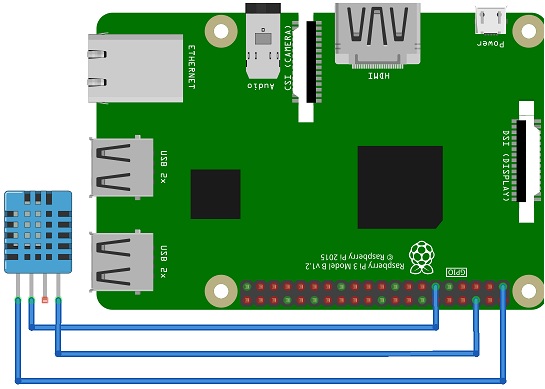 ETHERNET
Audio
CSI (CAMERA)
HDMI
Power
USB 2x
USB 2x
DSI (DISPLAY)
Raspberry Pi 3 Model B v1.2
© Raspberry Pi 2015
GPIO